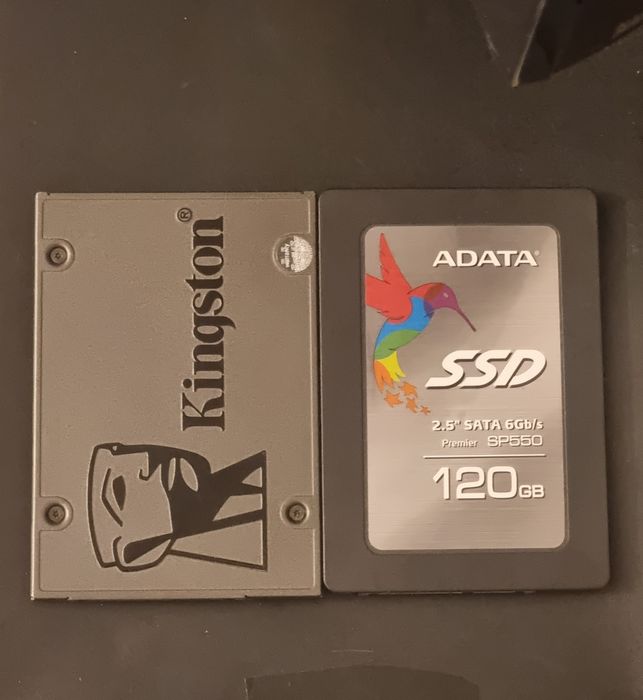 Kingston®
ADATA®
SSD
2.5" SATA 6Gb/s
Premier SP550
120GB